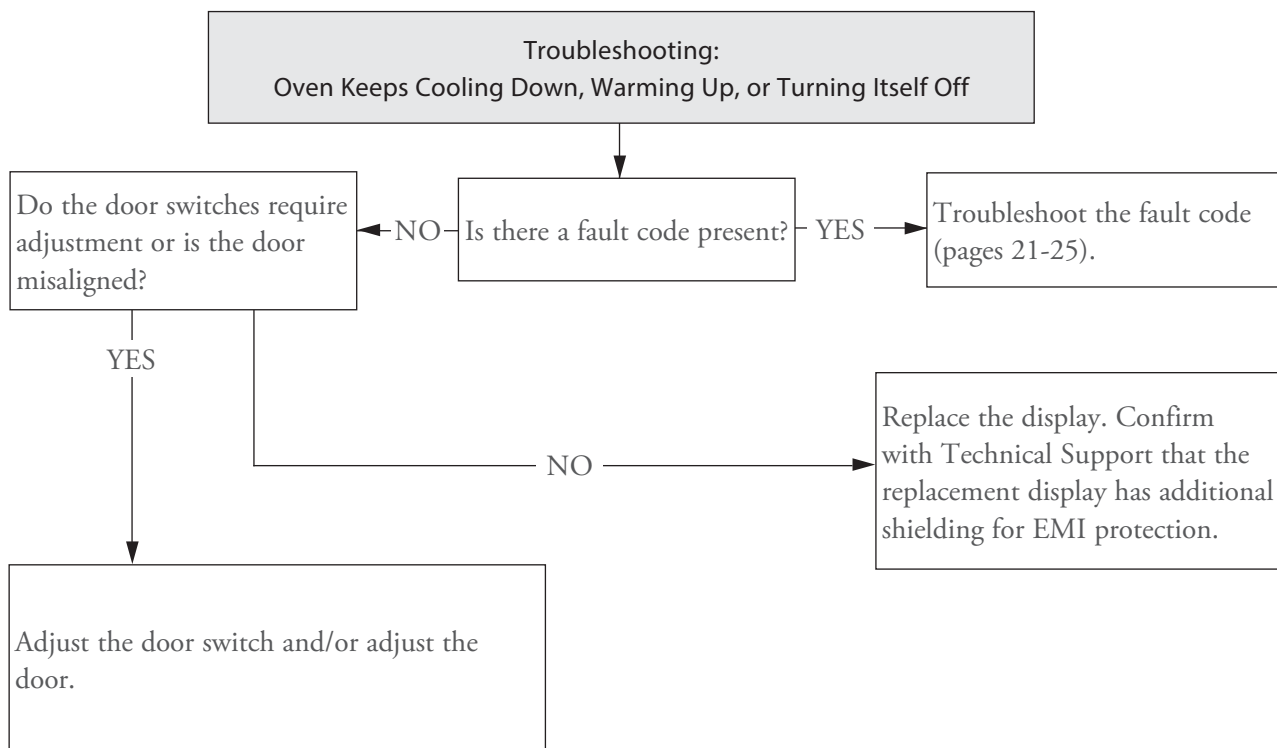 Troubleshooting:
Oven Keeps Cooling Down, Warming Up, or Turning Itself Off
Do the door switches require
adjustment or is the door
misaligned?
NO
Is there a fault code present?
YES
Troubleshoot the fault code
(pages 21-25).
YES
NO
Replace the display. Confirm
with Technical Support that the
replacement display has additional
shielding for EMI protection.
Adjust the door switch and/or adjust the
door.